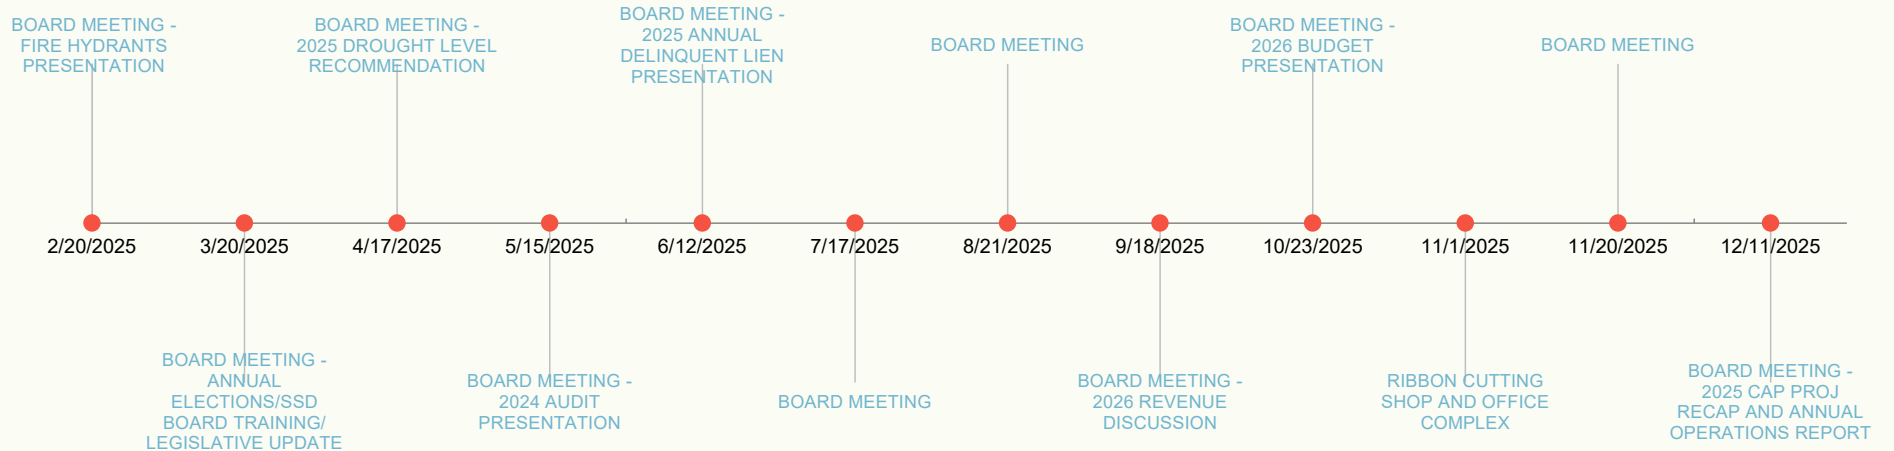 BOARD MEETING -
FIRE HYDRANTS
PRESENTATION
BOARD MEETING -
2025 DROUGHT LEVEL
RECOMMENDATION
BOARD MEETING -
2025 ANNUAL
DELINQUENT LIEN
PRESENTATION
BOARD MEETING
BOARD MEETING -
2026 BUDGET
PRESENTATION
BOARD MEETING
2/20/2025
3/20/2025
4/17/2025
5/15/2025
6/12/2025
7/17/2025
8/21/2025
9/18/2025
10/23/2025
11/1/2025
11/20/2025
12/11/2025
BOARD MEETING -
ANNUAL
ELECTIONS/SSD
BOARD TRAINING/
LEGISLATIVE UPDATE
BOARD MEETING -
2024 AUDIT
PRESENTATION
BOARD MEETING
BOARD MEETING -
2026 REVENUE
DISCUSSION
RIBBON CUTTING
SHOP AND OFFICE
COMPLEX
BOARD MEETING -
2025 CAP PROJ
RECAP AND ANNUAL
OPERATIONS REPORT